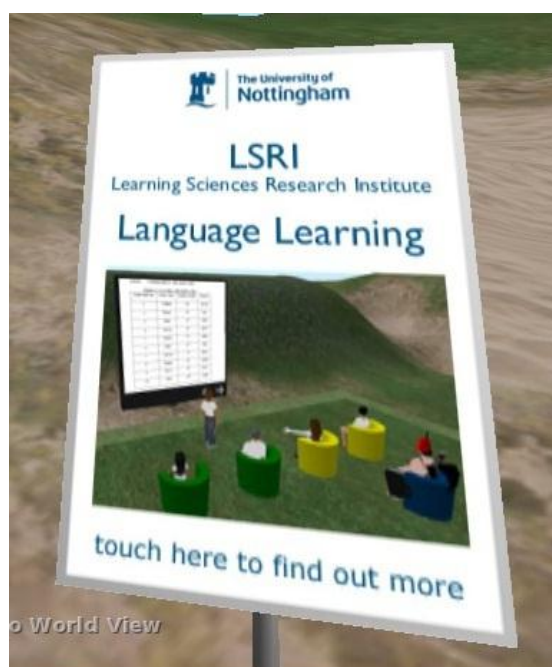 The University of
Nottingham
LSRI
Learning Sciences Research Institute
Language Learning
touch here to find out more
o World View